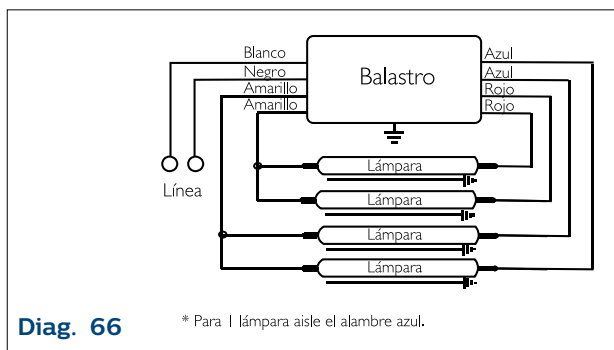 Blanco
Negro
Amarillo
Amarillo
Balastro
Azul
Azul
Rojo
Rojo
Línea
Lámpara
Lámpara
Lámpara
Lámpara
Diag. 66
* Para 1 lámpara aisle el alambre azul.